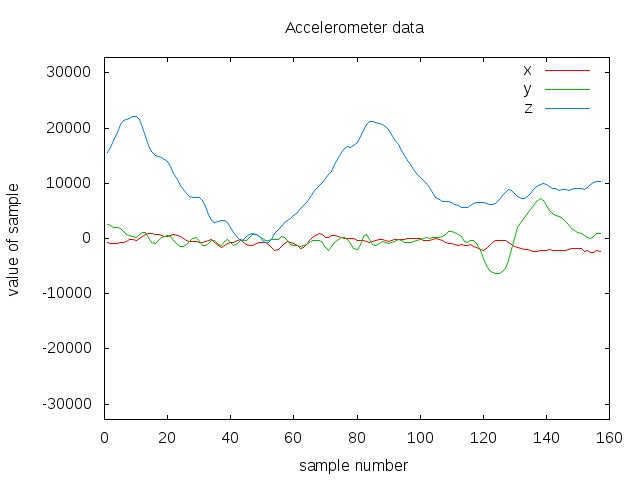 Accelerometer data
30000
20000
10000
0
-10000
-20000
-30000
value of sample
x
y
z
0 20 40 60 80 100 120 140 160
sample number